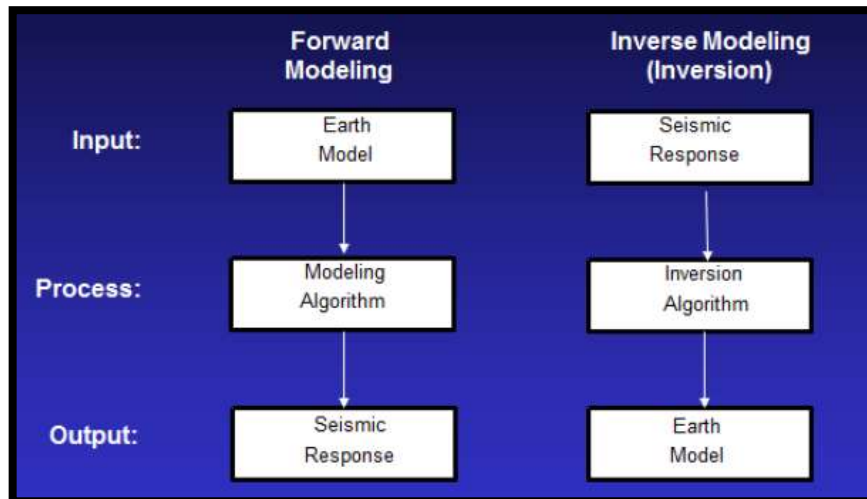 Forward
Modeling
Inverse Modeling
(Inversion)
Input:
Earth
Model
Seismic
Response
Process:
Modeling
Algorithm
Inversion
Algorithm
Output:
Seismic
Response
Earth
Model